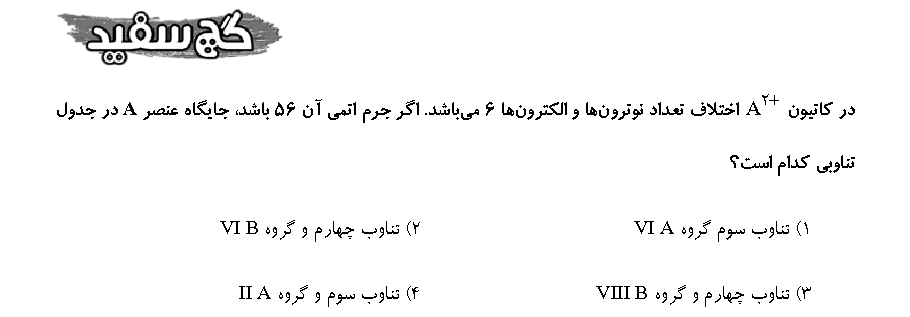 گچ سفید
در کاتیون A²⁺ اختلاف تعداد نوترون‌ها و الکترون‌ها ۶ می‌باشد. اگر جرم اتمی آن ۵۶ باشد، جایگاه عنصر A در جدول
تناوبی کدام است؟
۱) تناوب سوم گروه VI A ۲) تناوب چهارم و گروه VI B
۳) تناوب چهارم و گروه VIII B ۴) تناوب سوم و گروه II A